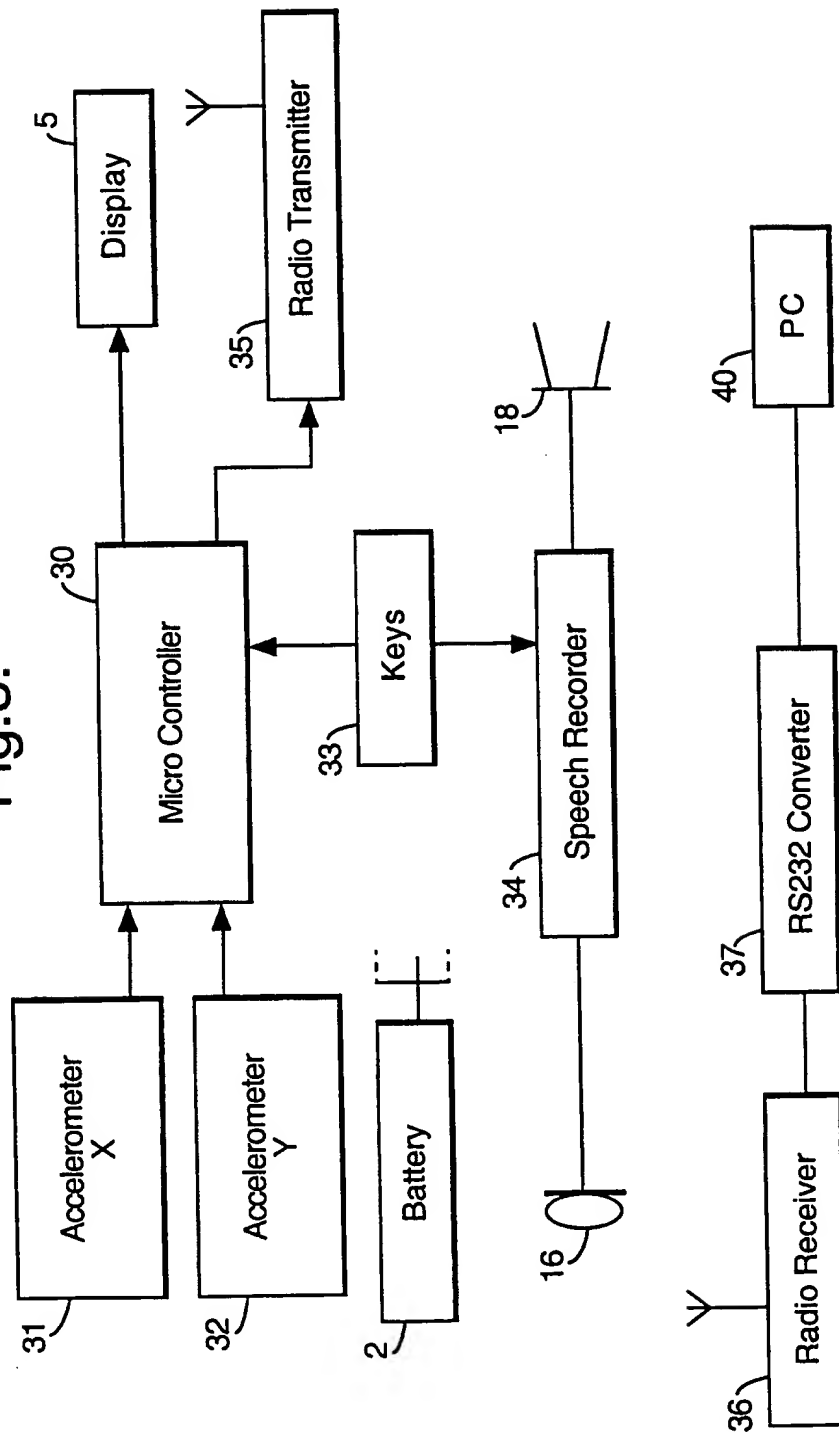 Fig.
31
Accelerometer
X
32
Accelerometer
Y
2
Battery
30
Micro Controller
5
Display
35
Radio Transmitter
33
Keys
16
34
Speech Recorder
18
36
Radio Receiver
37
RS232 Converter
40
PC